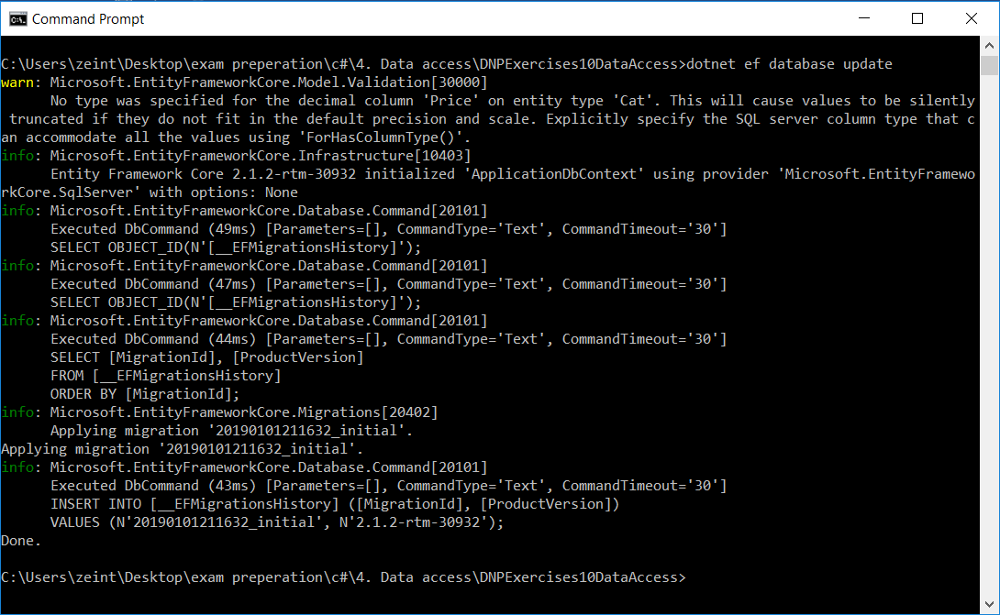 Command Prompt
C:\Users\zeint\Desktop\exam preperation\c#\4. Data access\DNPExercises10DataAccess>dotnet ef database update
warn: Microsoft.EntityFrameworkCore.Model.Validation[30000]
      No type was specified for the decimal column 'Price' on entity type 'Cat'. This will cause values to be silently
 truncated if they do not fit in the default precision and scale. Explicitly specify the SQL server column type that c
an accommodate all the values using 'ForHasColumnType()'.
info: Microsoft.EntityFrameworkCore.Infrastructure[10403]
      Entity Framework Core 2.1.2-rtm-30932 initialized 'ApplicationDbContext' using provider 'Microsoft.EntityFramewo
rkCore.SqlServer' with options: None
info: Microsoft.EntityFrameworkCore.Database.Command[20101]
      Executed DbCommand (49ms) [Parameters=[], CommandType='Text', CommandTimeout='30']
      SELECT OBJECT_ID(N'[__EFMigrationsHistory]');
info: Microsoft.EntityFrameworkCore.Database.Command[20101]
      Executed DbCommand (47ms) [Parameters=[], CommandType='Text', CommandTimeout='30']
      SELECT OBJECT_ID(N'[__EFMigrationsHistory]');
info: Microsoft.EntityFrameworkCore.Database.Command[20101]
      Executed DbCommand (44ms) [Parameters=[], CommandType='Text', CommandTimeout='30']
      SELECT [MigrationId], [ProductVersion]
      FROM [__EFMigrationsHistory]
      ORDER BY [MigrationId];
info: Microsoft.EntityFrameworkCore.Migrations[20402]
      Applying migration '20190101211632_initial'.
Applying migration '20190101211632_initial'.
info: Microsoft.EntityFrameworkCore.Database.Command[20101]
      Executed DbCommand (43ms) [Parameters=[], CommandType='Text', CommandTimeout='30']
      INSERT INTO [__EFMigrationsHistory] ([MigrationId], [ProductVersion])
      VALUES (N'20190101211632_initial', N'2.1.2-rtm-30932');
Done.
C:\Users\zeint\Desktop\exam preperation\c#\4. Data access\DNPExercises10DataAccess>